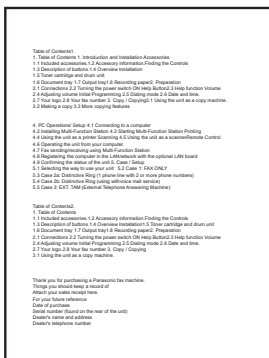 Table of Contents1.
1. Table of Contents 1. Introduction and Installation Accessories
1.1 Included accessories.1.2 Accessory information.Finding the Controls
1.3 Description of buttons.1.4 Overview Installation
1.5 Toner cartridge and drum unit
1.6 Document tray 1.7 Output tray1.8 Recording paper2. Preparation
2.1 Connections 2.2 Turning the power switch ON Help Button2.3 Help function Volume
2.4 Adjusting volume Initial Programming 2.5 Dialing mode 2.6 Date and time.
2.7 Your logo.2.8 Your fax number 3. Copy / Copying3.1 Using the unit as a copy machine.
3.2 Making a copy 3.3 More copying features
4. PC Operations/ Setup 4.1 Connecting to a computer
4.2 Installing Multi-Function Station 4.3 Starting Multi-Function Station Printing
4.4 Using the unit as a printer Scanning 4.5 Using the unit as a scannerRemote Control
4.6 Operating the unit from your computer.
4.7 Fax sending/receiving using Multi-Function Station
4.8 Registering the computer in the LANnetwork with the optional LAN board
4.9 Confirming the status of the unit 5. Case / Setup
5.1 Selecting the way to use your unit 5.2 Case 1: FAX ONLY
5.3 Case 2a: Distinctive Ring (1 phone line with 2 or more phone numbers)
5.4 Case 2b: Distinctive Ring (using withvoice mail service)
5.5 Case 3: EXT. TAM (External Telephone Answering Machine)
Table of Contents2.
1. Table of Contents
1.1 Included accessories.1.2 Accessory information.Finding the Controls
1.3 Description of buttons.1.4 Overview Installation1.5 Toner cartridge and drum unit
1.6 Document tray 1.7 Output tray1.8 Recording paper2. Preparation
2.1 Connections 2.2 Turning the power switch ON Help Button2.3 Help function Volume
2.4 Adjusting volume Initial Programming 2.5 Dialing mode 2.6 Date and time.
2.7 Your logo.2.8 Your fax number 3. Copy / Copying
3.1 Using the unit as a copy machine.
Thank you for purchasing a Panasonic fax machine.
Things you should keep a record of
Attach your sales receipt here.
For your future reference
Date of purchase
Serial number (found on the rear of the unit)
Dealer's name and address
Dealer's telephone number